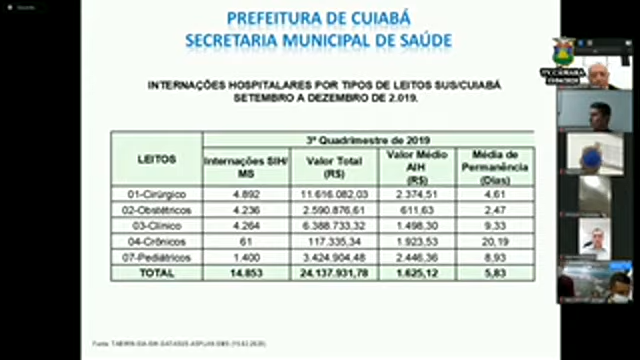 PREFEITURA DE CUIABÁ
SECRETARIA MUNICIPAL DE SAÚDE
INTERNAÇÕES HOSPITALARES POR TIPOS DE LEITOS SUS/CUIABÁ
SETEMBRO A DEZEMBRO DE 2.019.
LEITOS
3º Quadrimestre de 2019
Internações SIH/MS Valor Total (R$) Valor Médio AIH (R$) Média de Permanência (Dias)
01-Cirúrgico 4.892 11.616.082,03 2.374,51 4,61
02-Obstétricos 4.236 2.590.876,61 611,63 2,47
03-Clínico 4.264 6.388.733,32 1.498,30 9,33
04-Crônicos 61 117.335,34 1.923,53 20,19
07-Pediátricos 1.400 3.424.904,48 2.446,36 8,93
TOTAL 14.853 24.137.931,78 1.625,12 5,83
TV CÂMARA